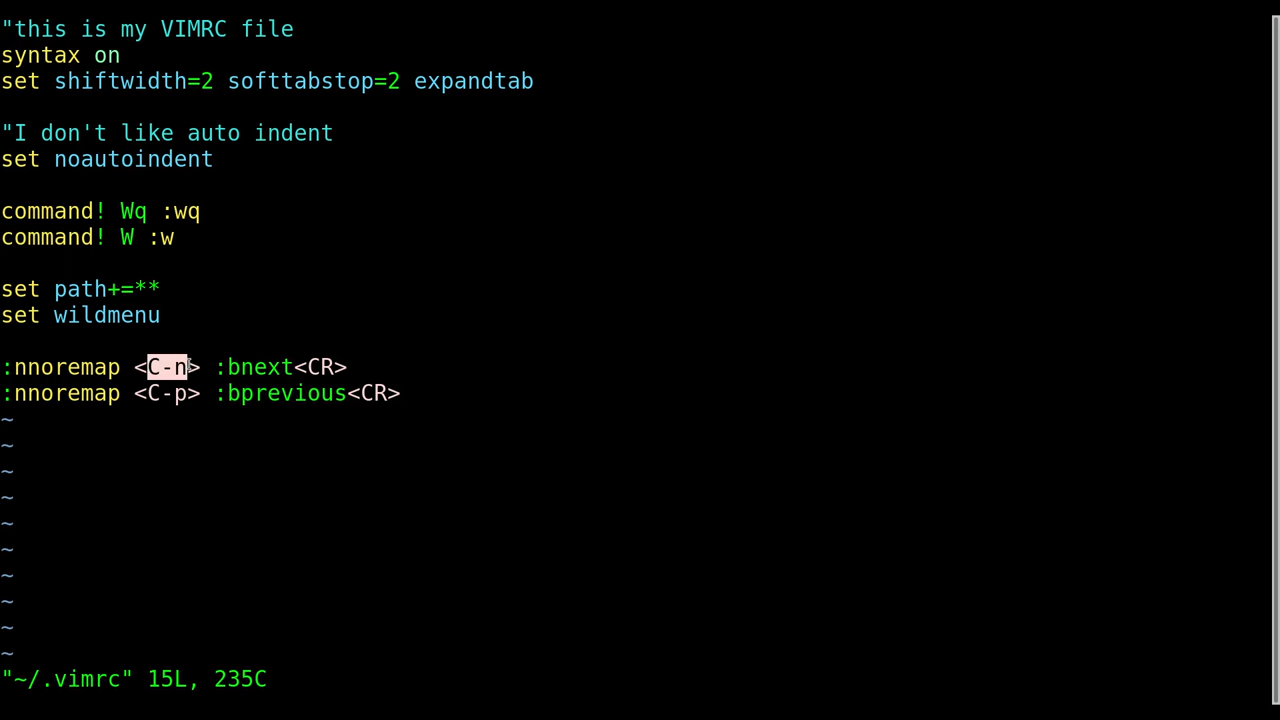 "this is my VIMRC file
syntax on
set shiftwidth=2 softtabstop=2 expandtab
"I don't like auto indent
set noautoindent
command! Wq :wq
command! W :w
set path+=**
set wildmenu
:nnoremap <C-n> :bnext<CR>
:nnoremap <C-p> :bprevious<CR>
~
~
~
~
~
~
~
~
~
~
"~/.vimrc" 15L, 235C